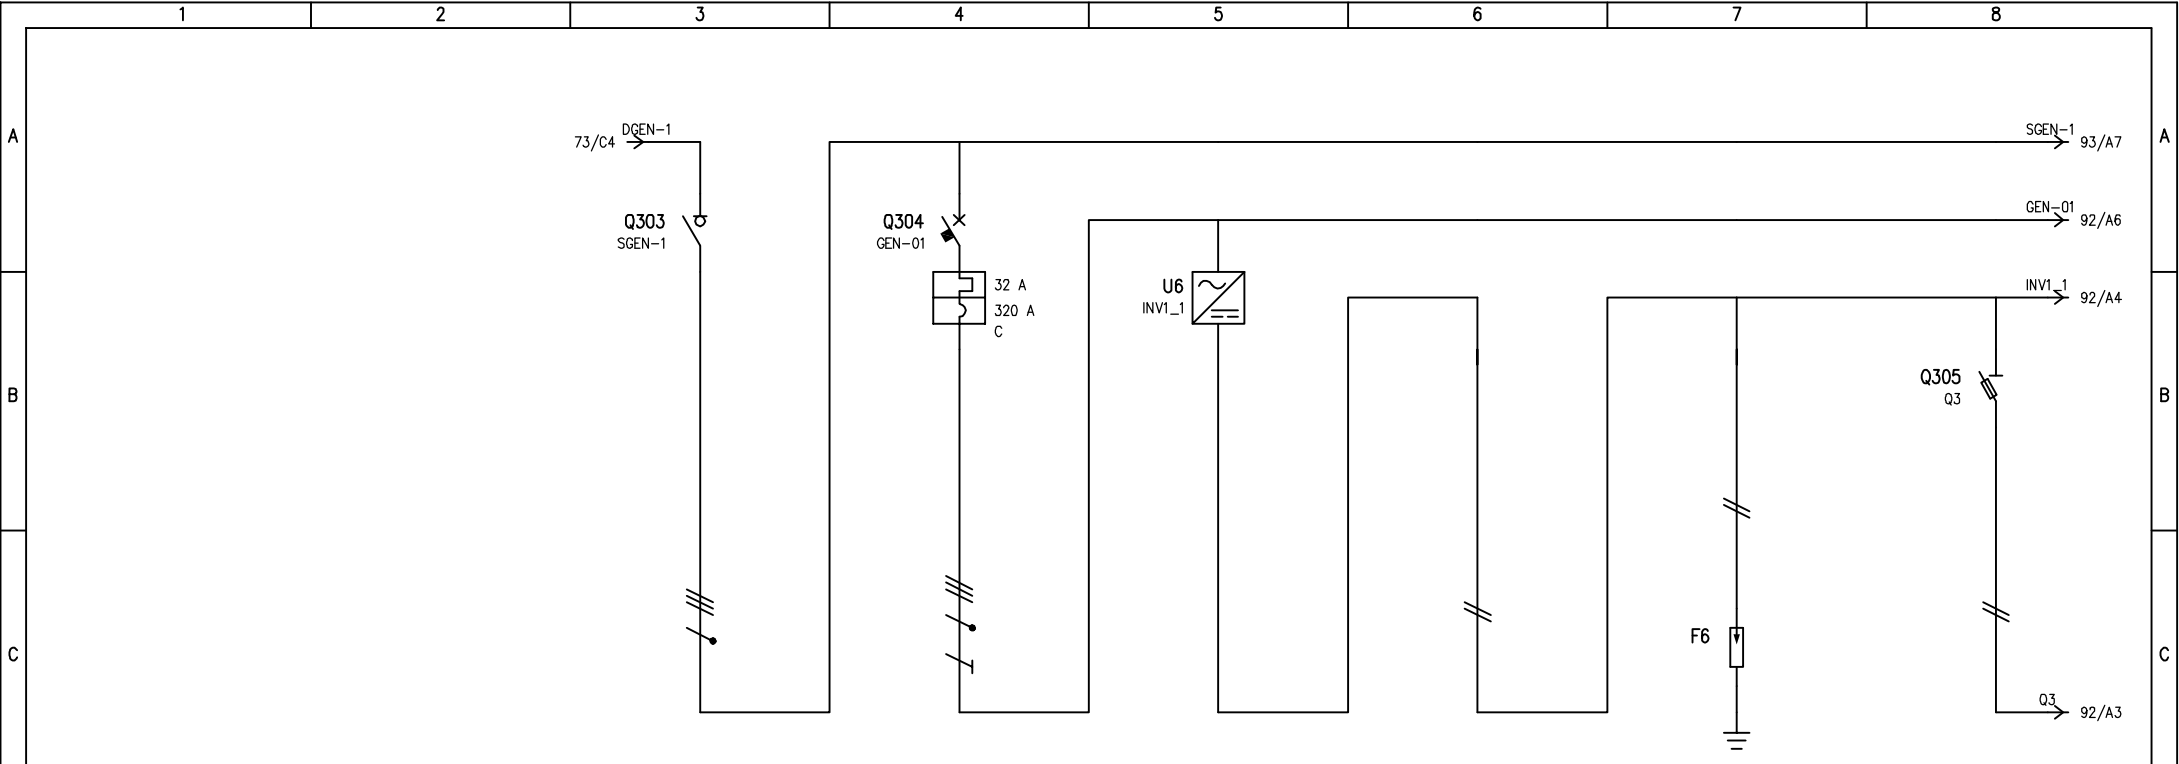 1 2 3 4 5 6 7 8
A A
DGEN-1 SGEN-1
73/C4 93/A7
GEN-01
Q303 Q304 92/A6
SGEN-1 GEN-01
32 A U6 INV1_1
320 A INV1_1 92/A4
C
Q305
B B
Q3
F6
C C
Q3
92/A3